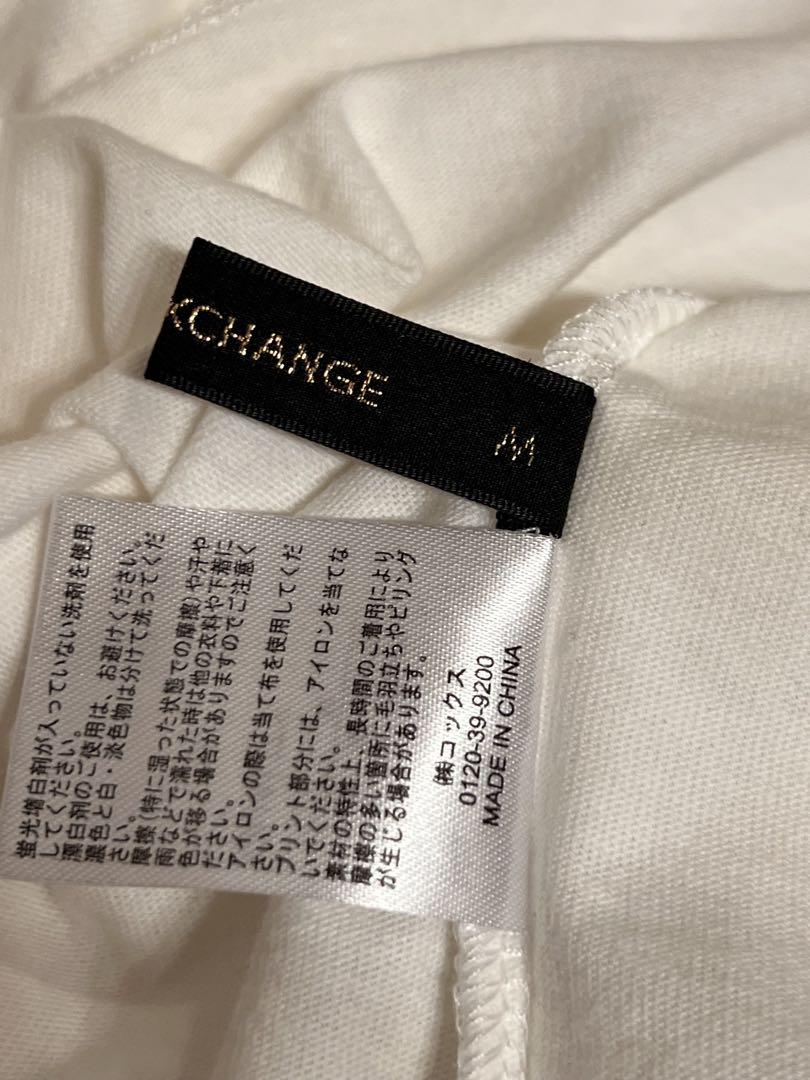 XCHANGE
M
蛍光増白剤が入っていない洗剤を使用
してください。
漂白剤のご使用は、お避けください。
濃色と白・淡色物は分けて洗ってくだ
さい。
摩擦(特に湿った状態での摩擦)や汗や
雨などで濡れた時は他の衣料や下着に
色が移る場合がありますのでご注意く
ださい。
アイロンの際は当て布を使用してくだ
さい。
プリント部分には、アイロンを当てな
いでください。
素材の特性上、長時間のご着用により
摩擦の多い箇所に毛羽立ちやピリング
が生じる場合があります。
㈱コックス
0120-39-9200
MADE IN CHINA